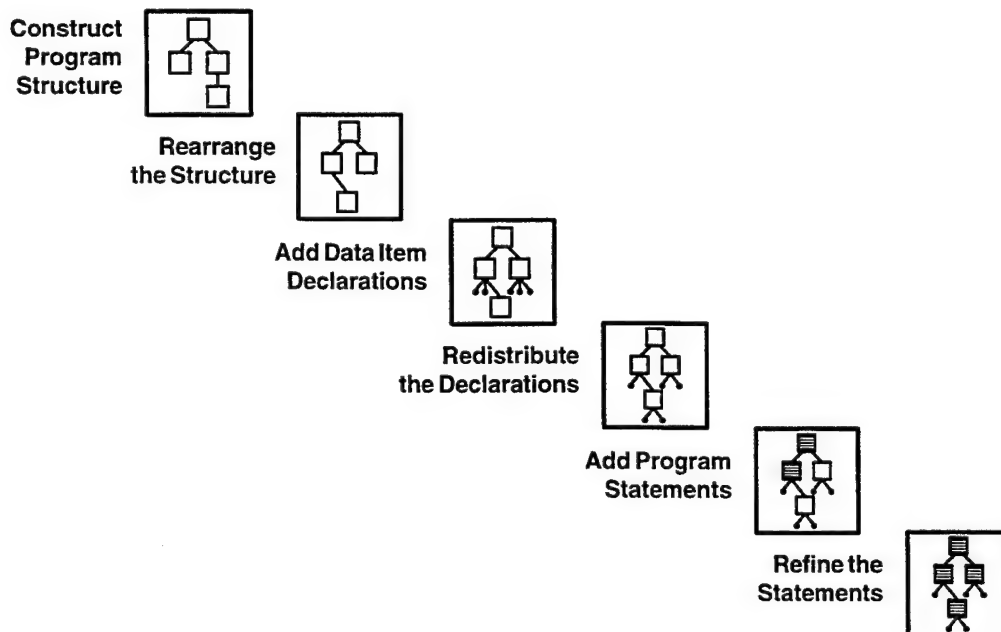 Construct
Program
Structure
Rearrange
the Structure
Add Data Item
Declarations
Redistribute
the Declarations
Add Program
Statements
Refine the
Statements